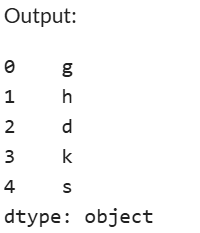 Output:
0    g
1    h
2    d
3    k
4    s
dtype: object